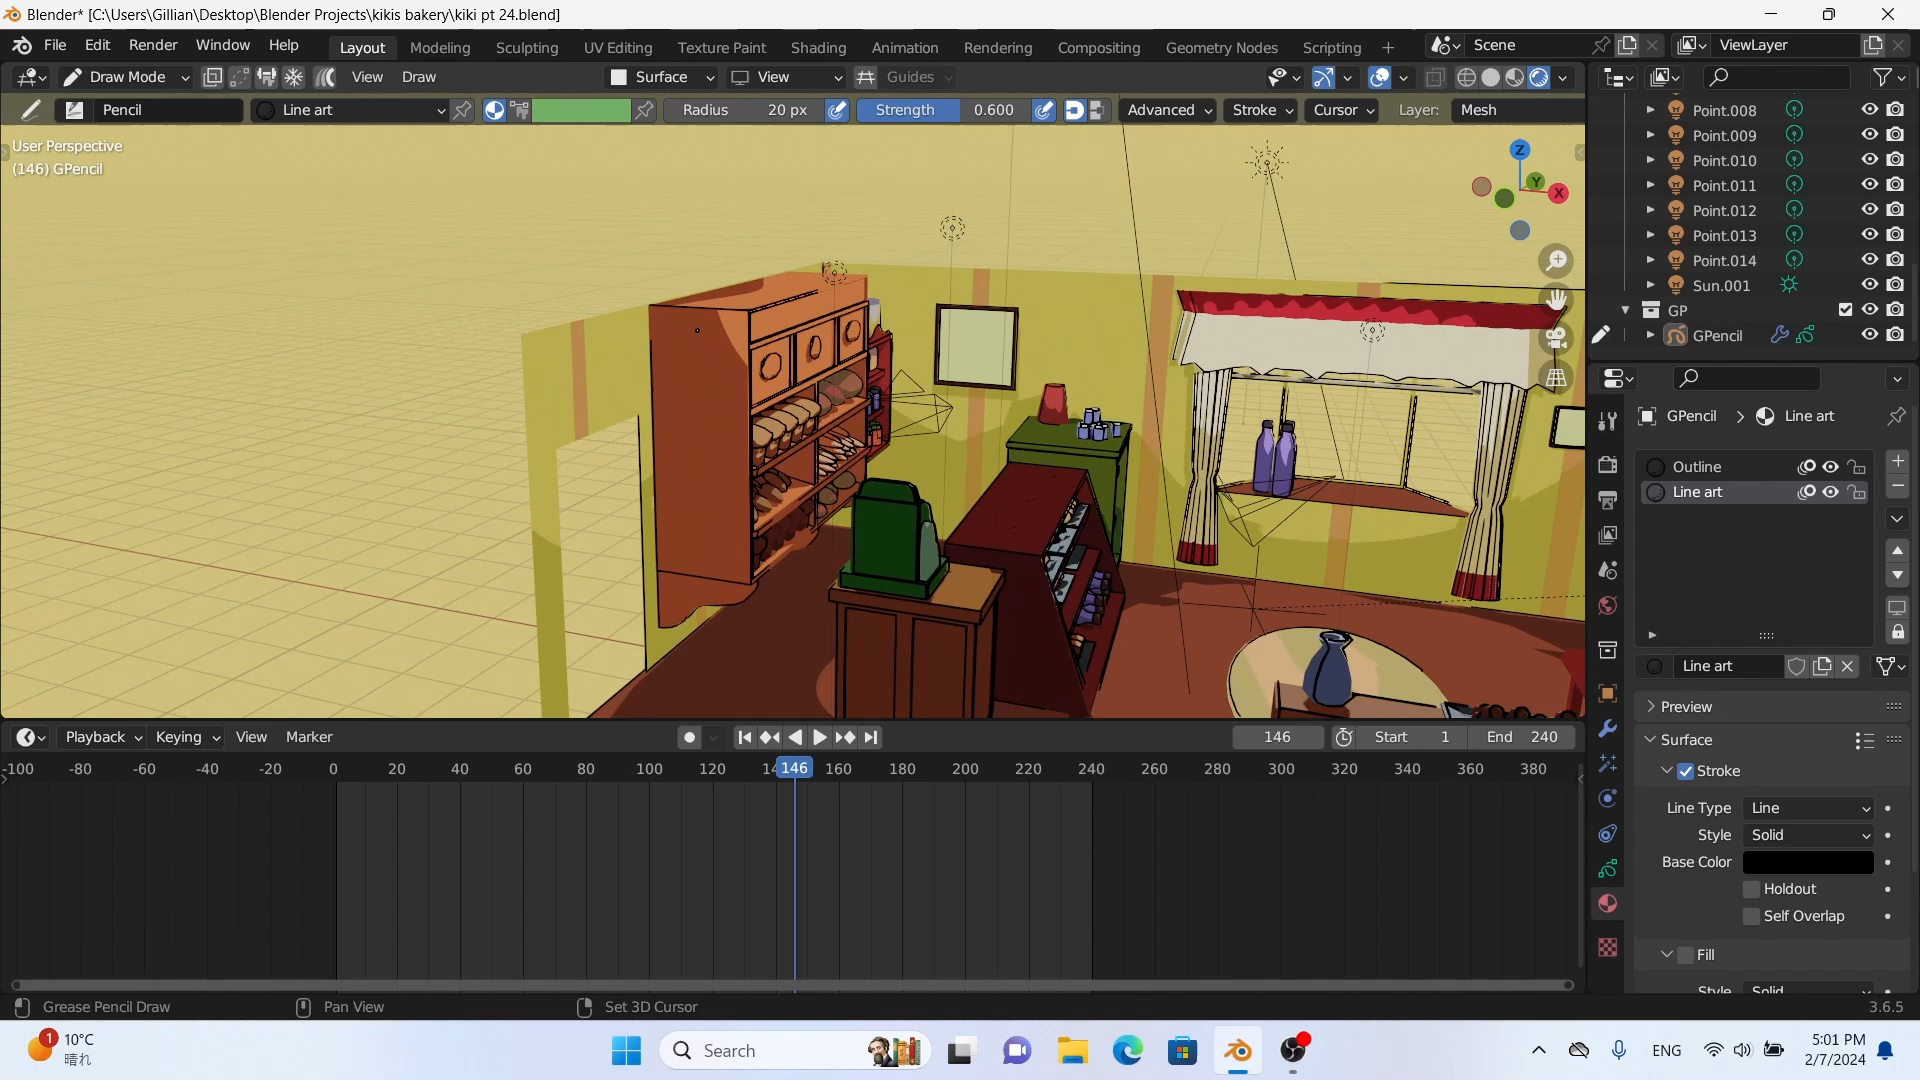 Blender* [C:\Users\Gillian\Desktop\Blender Projects\kikis bakery\kiki pt 24.blend]
File Edit Render Window Help Layout Modeling Sculpting UV Editing Texture Paint Shading Animation Rendering Compositing Geometry Nodes Scripting + Scene ViewLayer
Draw Mode View Draw Surface View Guides
Pencil Line art Radius 20 px Strength 0.600 Advanced Stroke Cursor Layer: Mesh
User Perspective
(146) GPencil
Z
Y
X
Point.008
Point.009
Point.010
Point.011
Point.012
Point.013
Point.014
Sun.001
GP
GPencil
GPencil > Line art
Outline
Line art
Line art
Preview
Surface
Stroke
Line Type Line
Style Solid
Base Color
Holdout
Self Overlap
Fill
Style Solid
Playback Keying View Marker 146 Start 1 End 240
-100 -80 -60 -40 -20 0 20 40 60 80 100 120 14 146 160 180 200 220 240 260 280 300 320 340 360 380
Grease Pencil Draw Pan View Set 3D Cursor 3.6.5
1 10°C
晴れ
Search
ENG
5:01 PM
2/7/2024